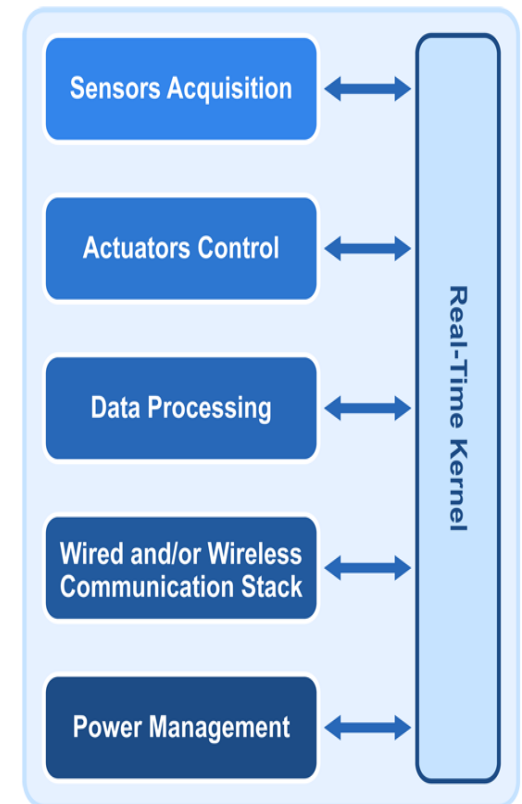 Sensors Acquisition
Actuators Control
Data Processing
Wired and/or Wireless
Communication Stack
Power Management
Real-Time Kernel